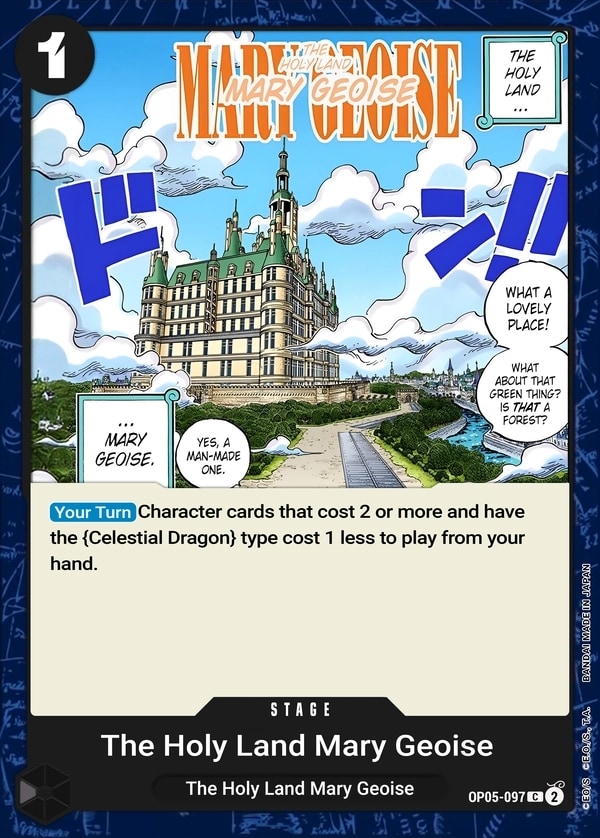 1
MARY GEOISE
THE
HOLY LAND
MARY GEOISE
THE
HOLY
LAND
...
ドン!!
WHAT A
LOVELY
PLACE!
WHAT
ABOUT THAT
GREEN THING?
IS THAT A
FOREST?
...
MARY
GEOISE.
YES, A
MAN-MADE
ONE.
Your Turn Character cards that cost 2 or more and have
the {Celestial Dragon} type cost 1 less to play from your
hand.
STAGE
The Holy Land Mary Geoise
The Holy Land Mary Geoise
OP05-097 C 2
©EO/S ©E.O./S., T.A. BANDAI MADE IN JAPAN